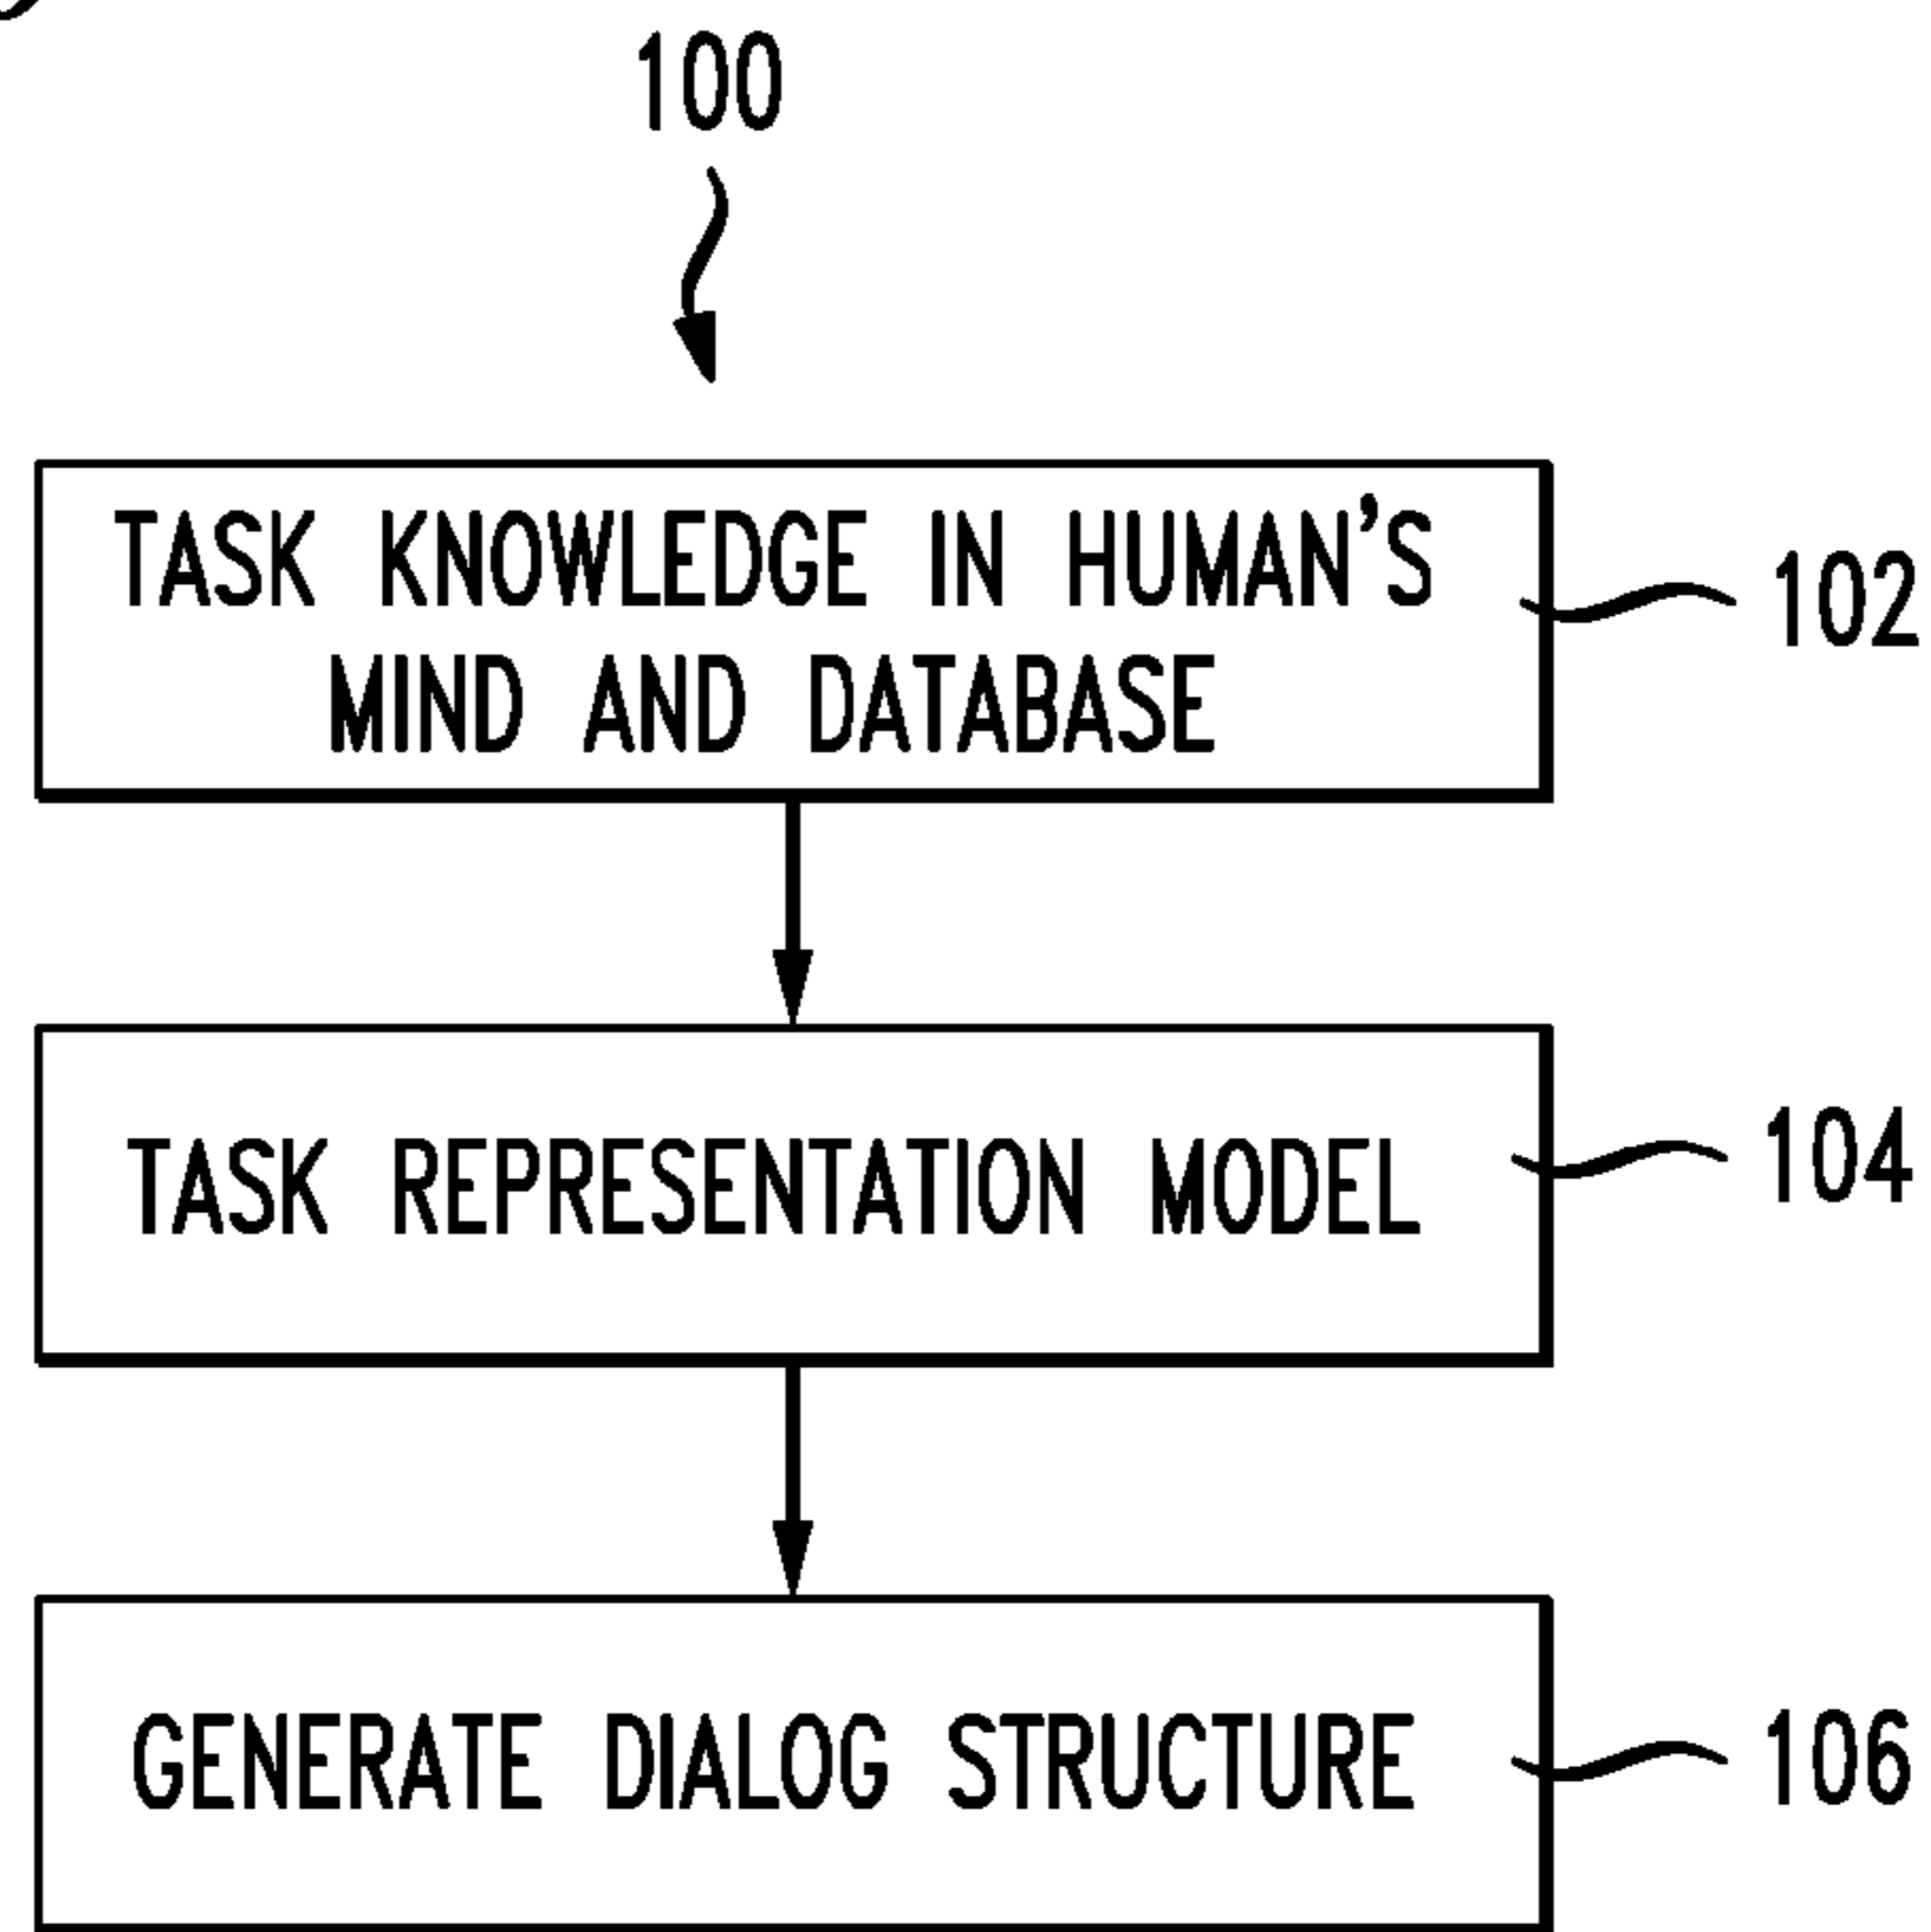 100
TASK KNOWLEDGE IN HUMAN'S
MIND AND DATABASE
102
TASK REPRESENTATION MODEL
104
GENERATE DIALOG STRUCTURE
106